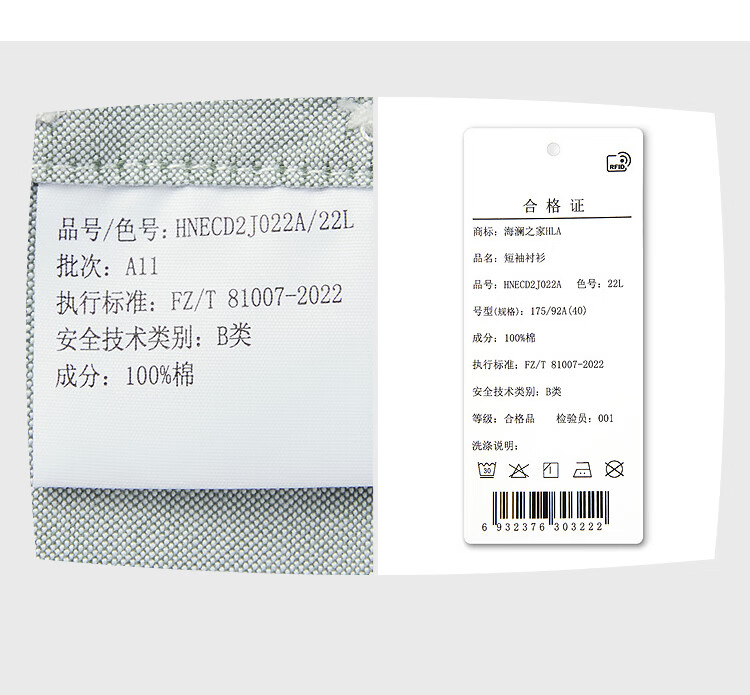 品号/色号: HNECD2J022A/22L
批次: A11
执行标准: FZ/T 81007-2022
安全技术类别: B类
成分: 100%棉
RFID
合格证
商标: 海澜之家HLA
品名: 短袖衬衫
品号: HNECD2J022A 色号: 22L
号型(规格): 175/92A(40)
成分: 100%棉
执行标准: FZ/T 81007-2022
安全技术类别: B类
等级: 合格品 检验员: 001
洗涤说明:
30
6 932376 303222